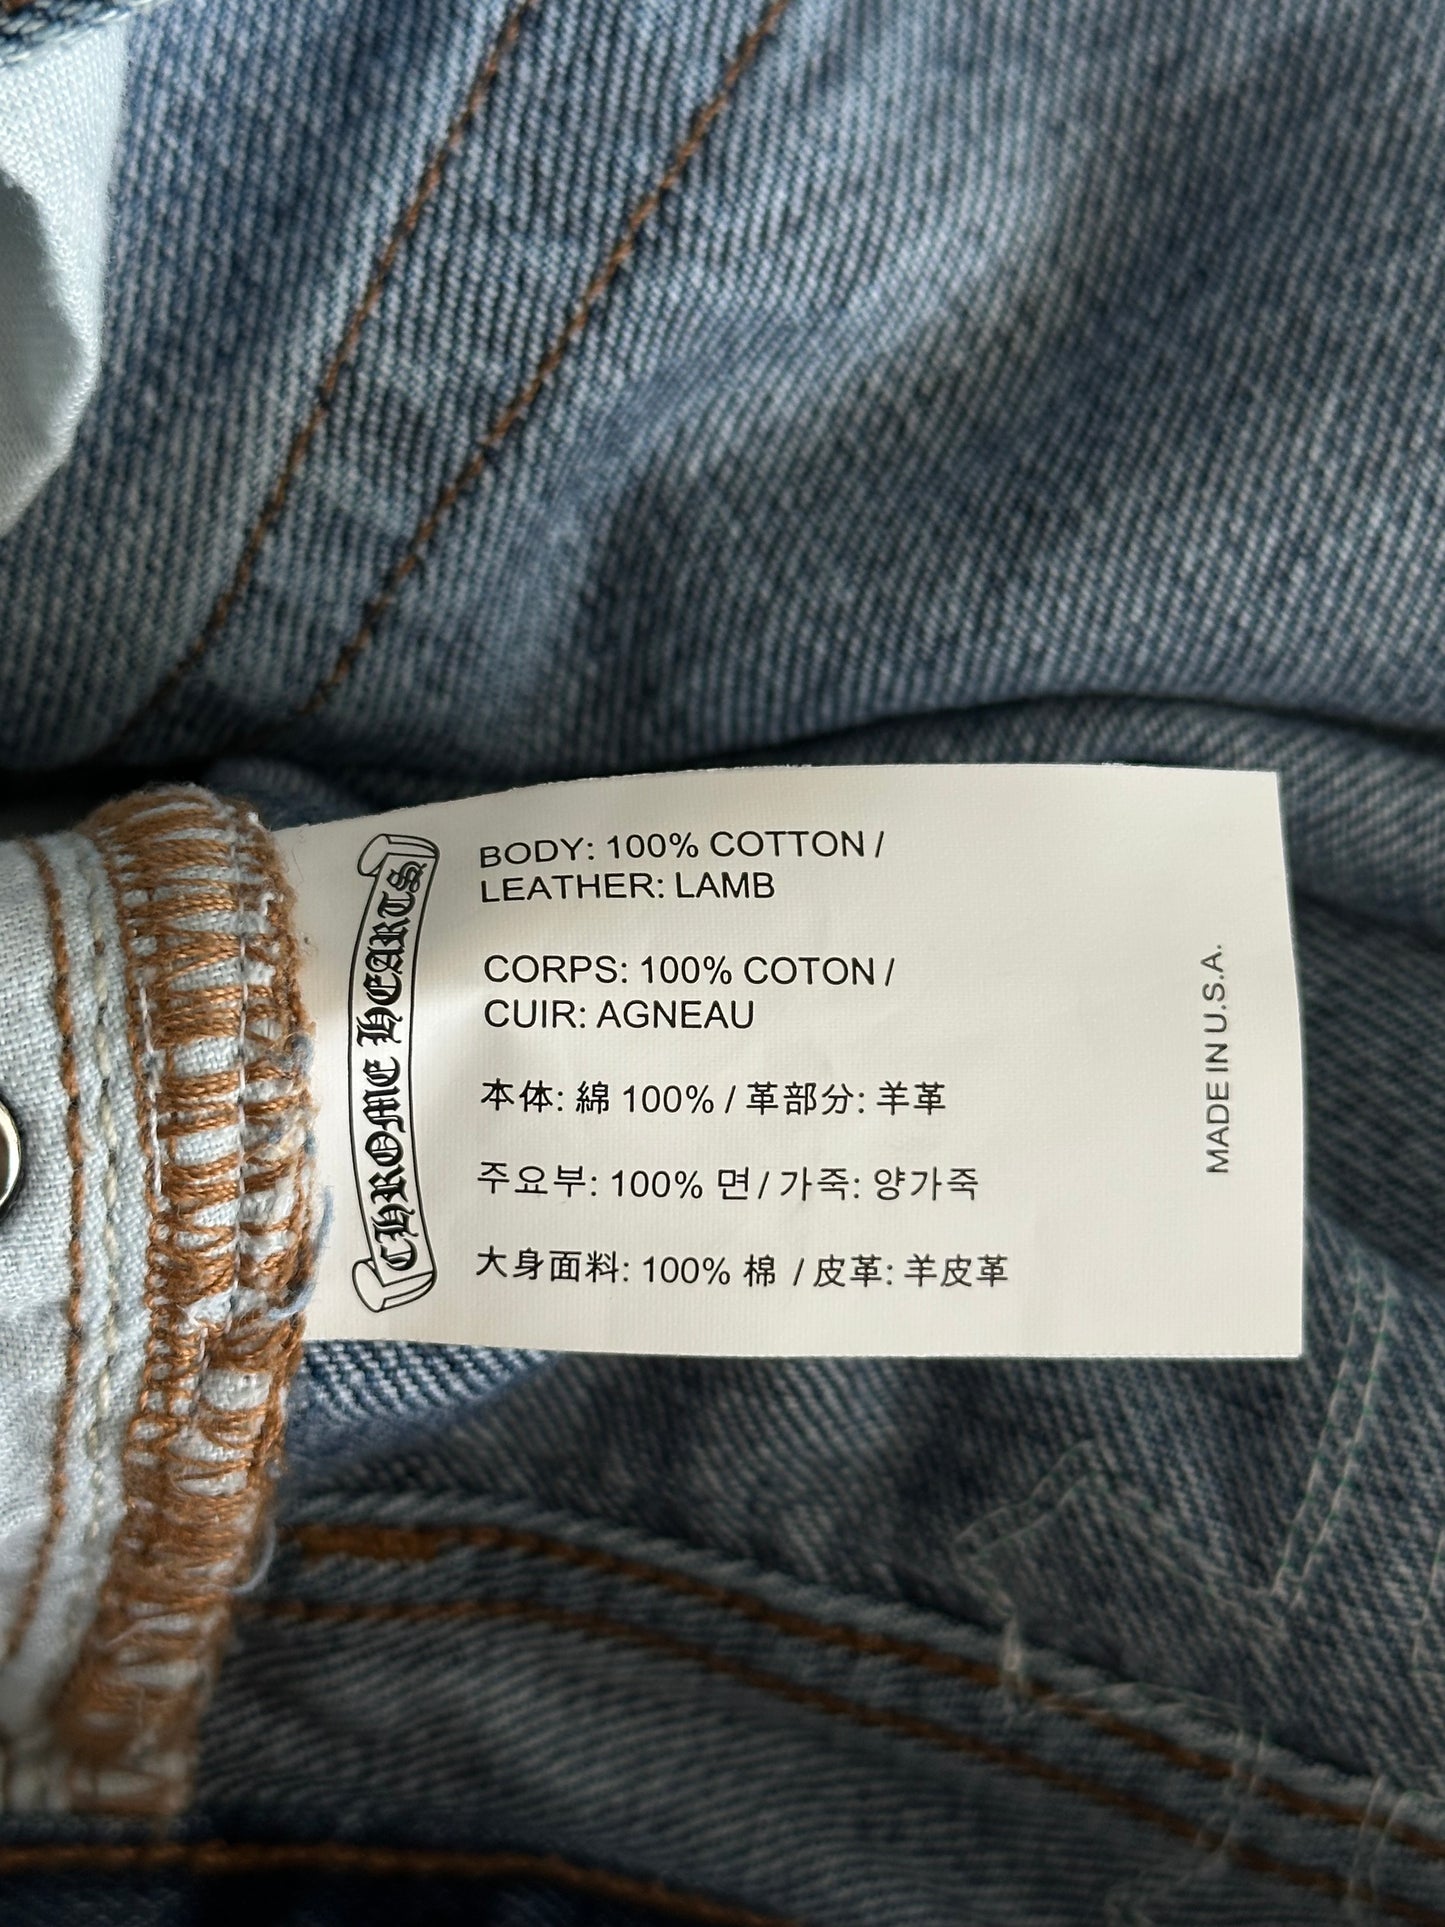 CHROME HEARTS
BODY: 100% COTTON /
LEATHER: LAMB
CORPS: 100% COTON /
CUIR: AGNEAU
本体: 綿 100% / 革部分: 羊革
주요부: 100% 면 / 가죽: 양가죽
大身面料: 100% 棉 / 皮革: 羊皮革
MADE IN U.S.A.